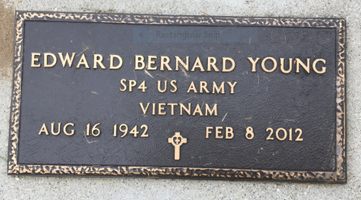 EDWARD BERNARD YOUNG
SP4 US ARMY
VIETNAM
AUG 16 1942 FEB 8 2012